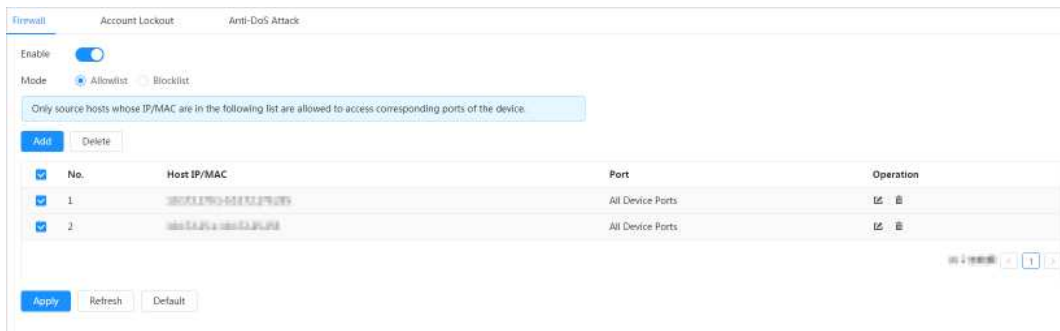 Firewall Account Lockout Anti-DoS Attack
Enable
Mode Allowlist Blocklist
Only source hosts whose IP/MAC are in the following list are allowed to access corresponding ports of the device.
Add Delete
No. Host IP/MAC Port Operation
1 All Device Ports
2 All Device Ports
1
Apply Refresh Default